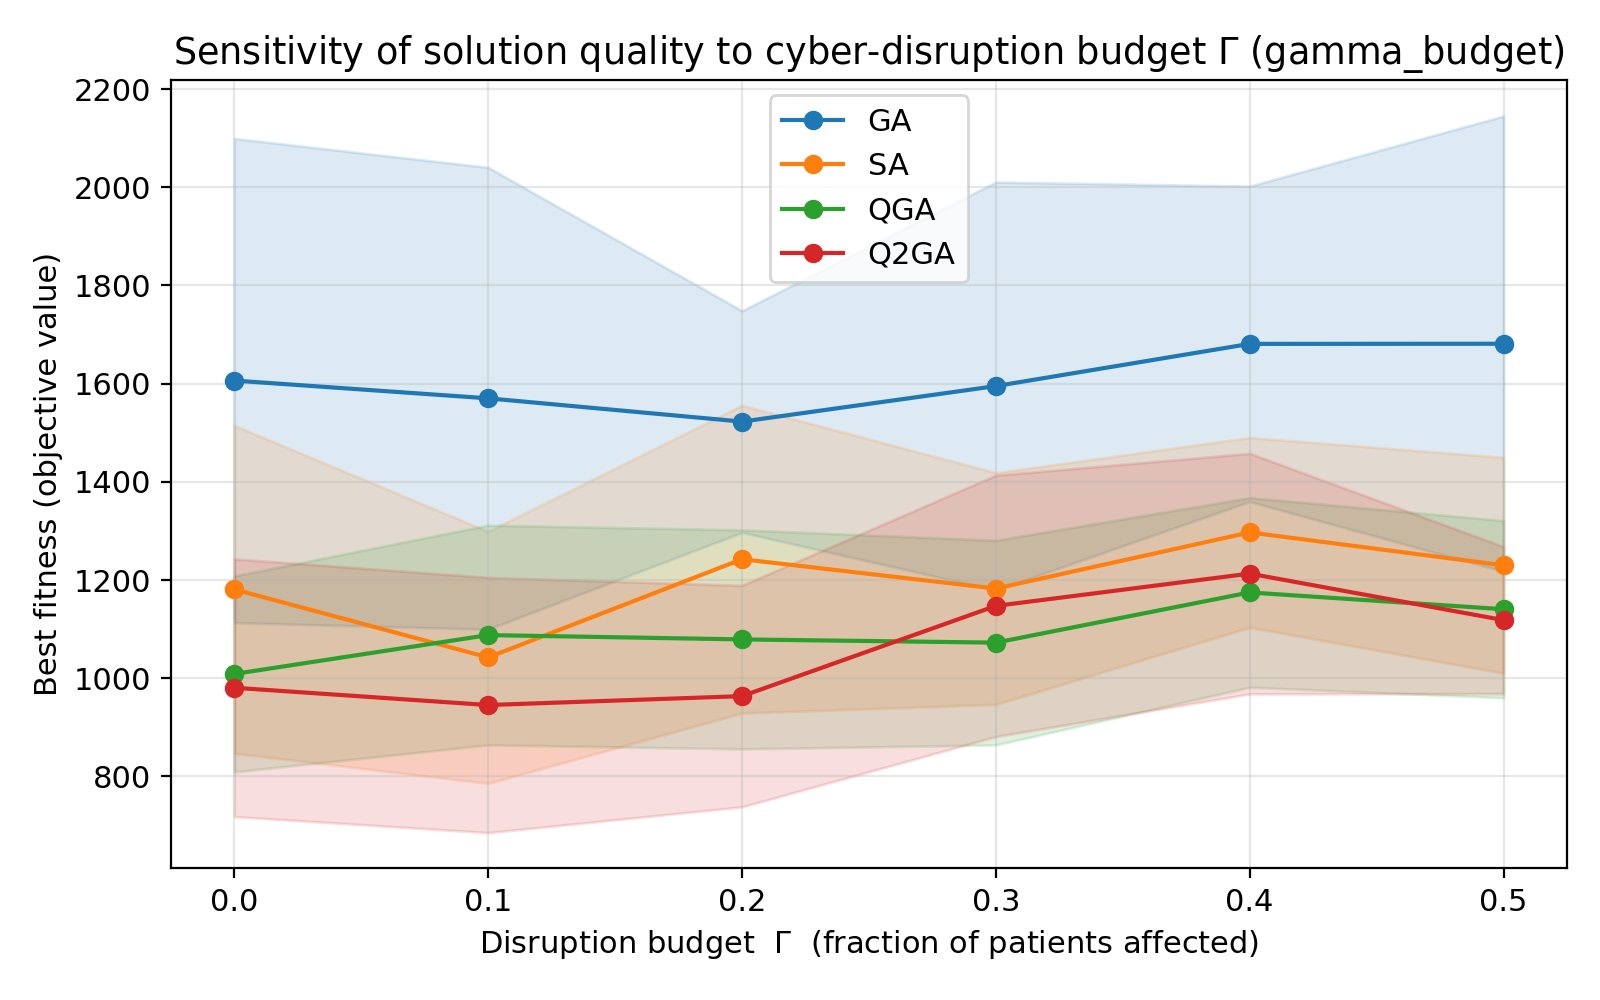 Sensitivity of solution quality to cyber-disruption budget Γ (gamma_budget)
GA
SA
QGA
Q2GA
Best fitness (objective value)
2200
2000
1800
1600
1400
1200
1000
800
0.0 0.1 0.2 0.3 0.4 0.5
Disruption budget Γ (fraction of patients affected)